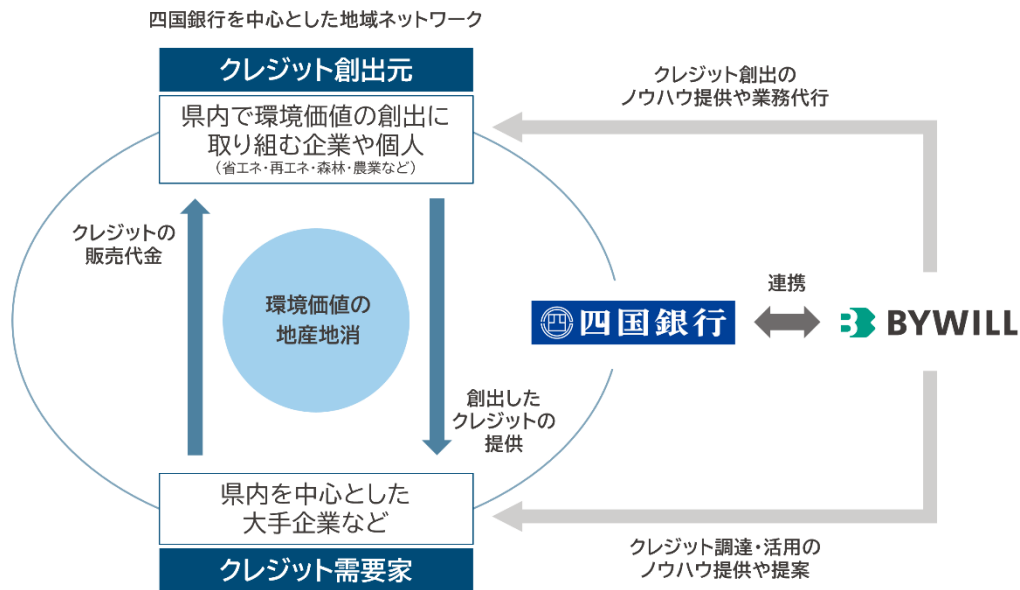 四国銀行を中心とした地域ネットワーク
クレジット創出元
県内で環境価値の創出に
取り組む企業や個人
（省エネ・再エネ・森林・農業など）
クレジット創出の
ノウハウ提供や業務代行
クレジットの
販売代金
環境価値の
地産地消
四国銀行
連携
BYWILL
創出した
クレジットの
提供
県内を中心とした
大手企業など
クレジット需要家
クレジット調達・活用の
ノウハウ提供や提案